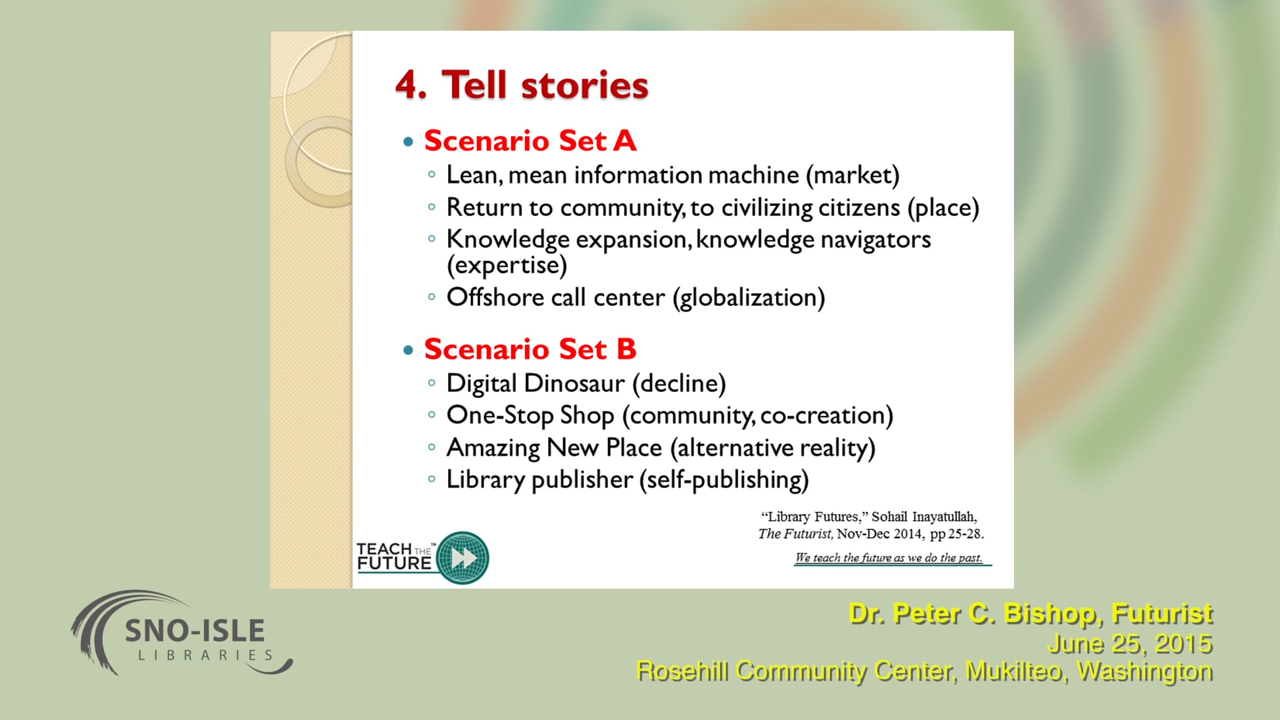 4. Tell stories
• Scenario Set A
◦ Lean, mean information machine (market)
◦ Return to community, to civilizing citizens (place)
◦ Knowledge expansion, knowledge navigators
(expertise)
◦ Offshore call center (globalization)
• Scenario Set B
◦ Digital Dinosaur (decline)
◦ One-Stop Shop (community, co-creation)
◦ Amazing New Place (alternative reality)
◦ Library publisher (self-publishing)
“Library Futures,” Sohail Inayatullah,
The Futurist, Nov-Dec 2014, pp 25-28.
We teach the future as we do the past.
TEACH THE™
FUTURE
SNO-ISLE
LIBRARIES
Dr. Peter C. Bishop, Futurist
June 25, 2015
Rosehill Community Center, Mukilteo, Washington